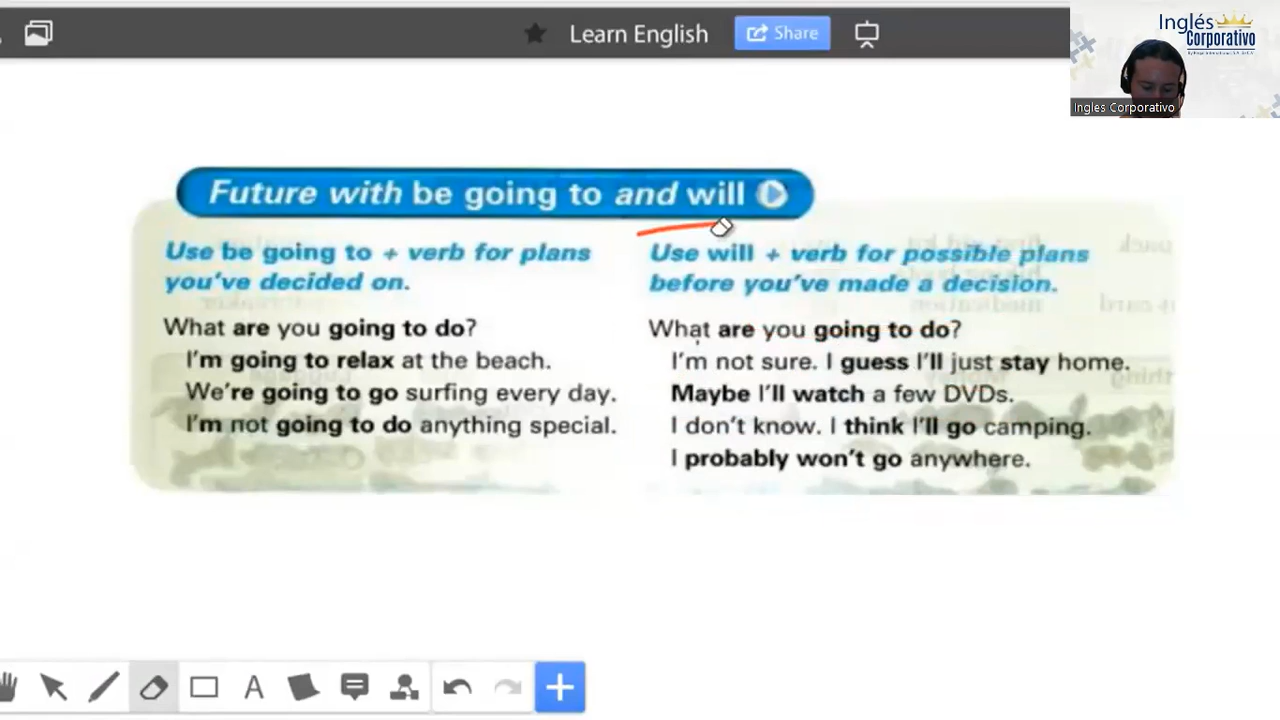 Learn English
Share
Inglés
Corporativo
Ingles Corporativo
Future with be going to and will
Use be going to + verb for plans
you've decided on.
What are you going to do?
I'm going to relax at the beach.
We're going to go surfing every day.
I'm not going to do anything special.
Use will + verb for possible plans
before you've made a decision.
What are you going to do?
I'm not sure. I guess I'll just stay home.
Maybe I'll watch a few DVDs.
I don't know. I think I'll go camping.
I probably won't go anywhere.
A